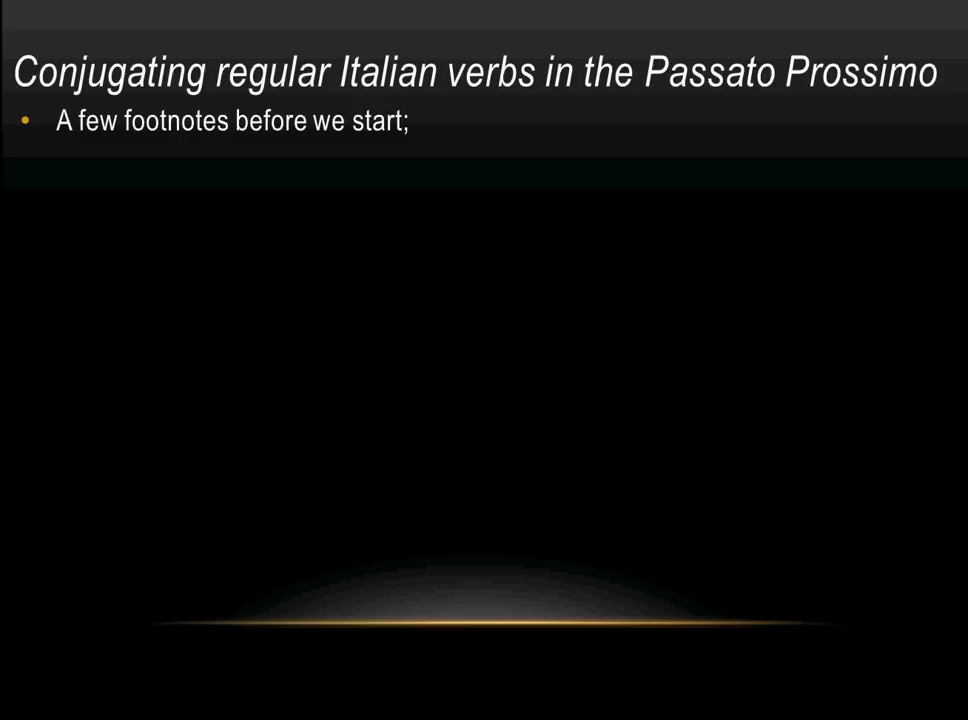 Conjugating regular Italian verbs in the Passato Prossimo
• A few footnotes before we start;